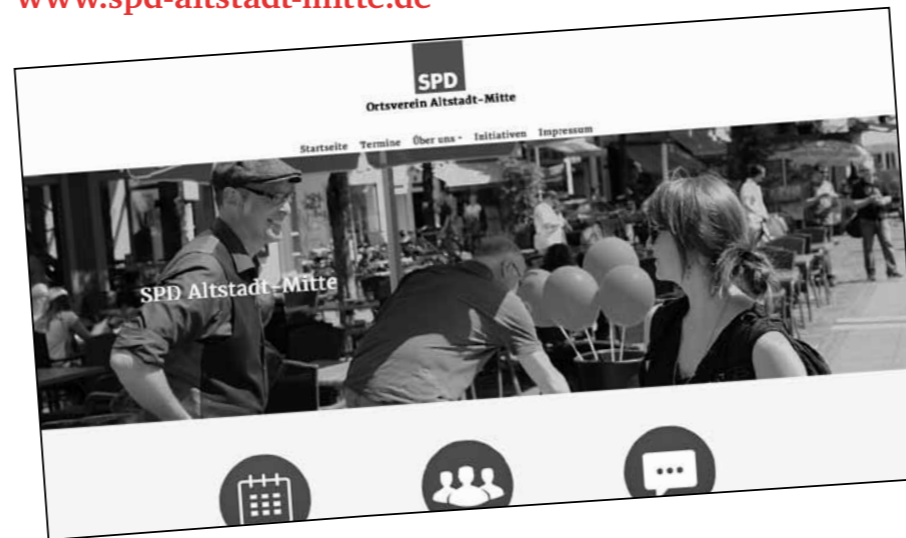 www.spd-altstadt-mitte.de
SPD
Ortsverein Altstadt-Mitte
Startseite Termine Über uns Initiativen Impressum
SPD Altstadt-Mitte